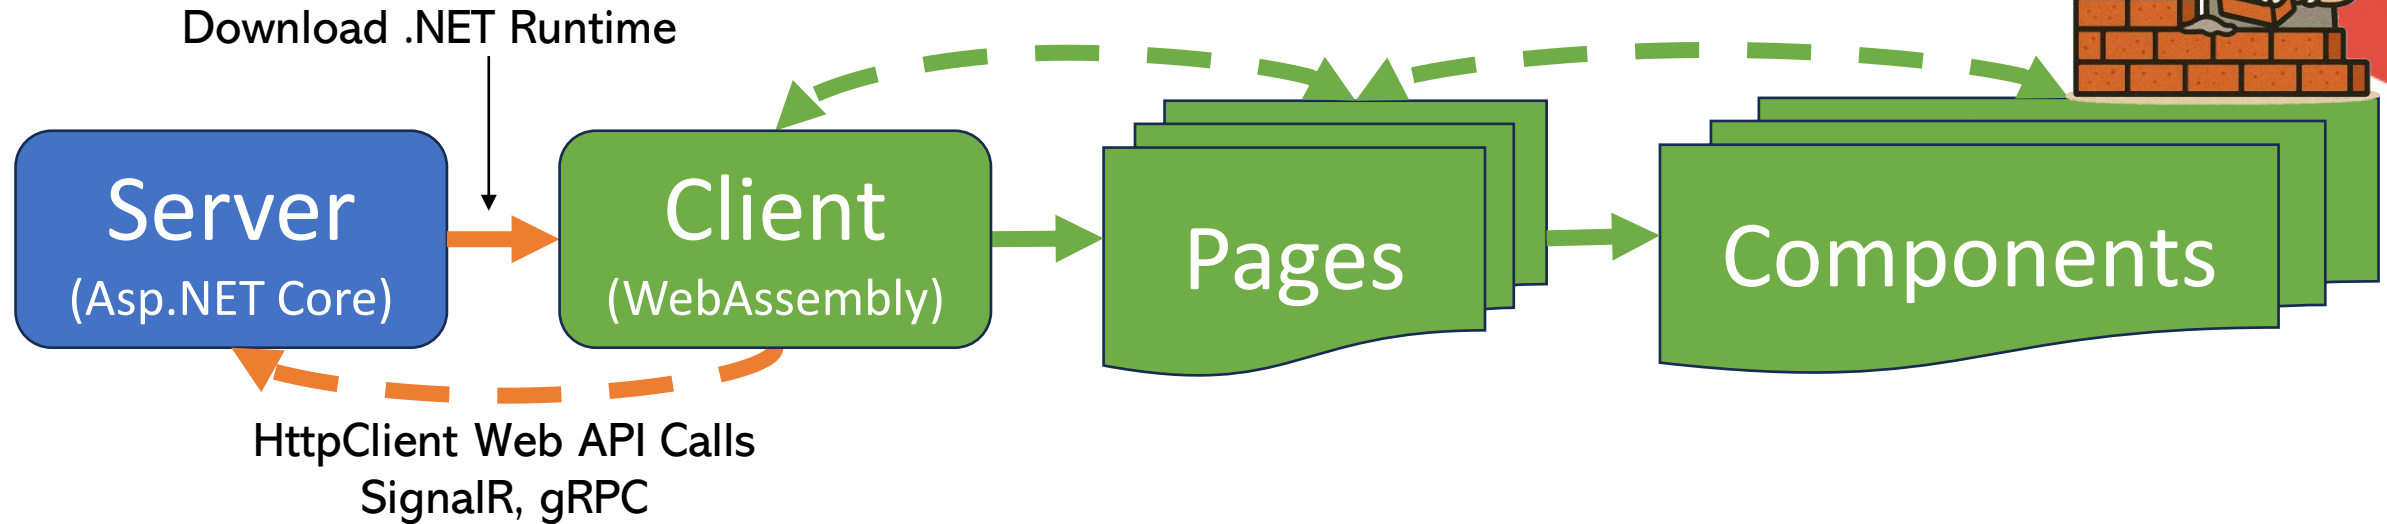 Download .NET Runtime
Server
(Asp.NET Core)
Client
(WebAssembly)
Pages
Components
HttpClient Web API Calls
SignalR, gRPC